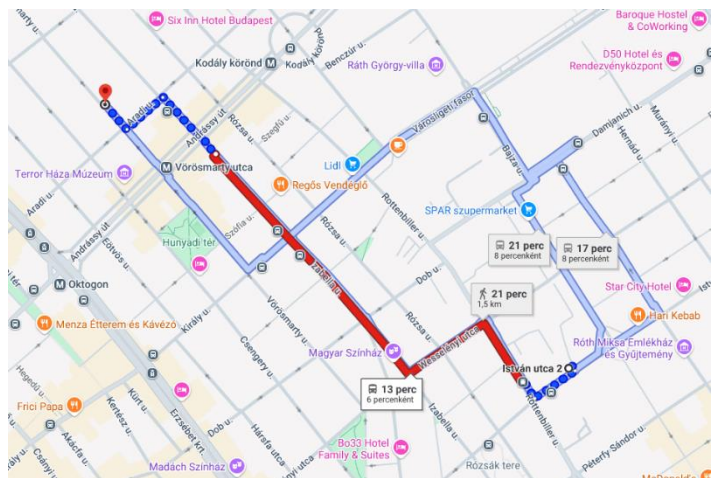 Six Inn Hotel Budapest
Kodály körönd
Kodály körönd
Benczúr u.
Ráth György-villa
Baroque Hostel
& CoWorking
D50 Hotel és
Rendezvényközpont
Damjanich u.
Murányi u.
Hernád u.
Városligeti fasor
Bajza u.
Aradi u.
Andrássy út
Rózsa u.
Szegfű u.
Lidl
Terror Háza Múzeum
Vörösmarty utca
Regős Vendéglő
Rottenbiller u.
SPAR szupermarket
Aradi u.
Andrássy út
Eötvös u.
Szófia u.
Hunyadi tér
Rózsa u.
21 perc
8 percenként
17 perc
8 percenként
Dob u.
Izabella u.
Oktogon
Király u.
Vörösmarty u.
21 perc
1,5 km
Star City Hotel
Menza Étterem és Kávézó
Csengery u.
Rózsa u.
Hari Kebab
Magyar Színház
Wesselényi utca
István utca 2
Róth Miksa Emlékház
és Gyűjtemény
13 perc
6 percenként
Hegedű u.
Frici Papa
Kürt u.
Kertész u.
Akácfa u.
Csányi u.
Erzsébet krt.
Dob u.
Hársfa u.
Izabella u.
Rottenbiller u.
Bo33 Hotel
Family & Suites
Madách Színház
Rózsák tere
Péterfy Sándor u.